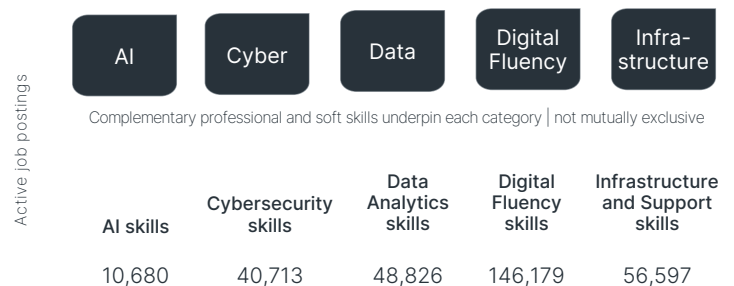 AI
Cyber
Data
Digital
Fluency
Infra-
structure
Complementary professional and soft skills underpin each category | not mutually exclusive
Active job postings
AI skills
Cybersecurity
skills
Data
Analytics
skills
Digital
Fluency
skills
Infrastructure
and Support
skills
10,680
40,713
48,826
146,179
56,597